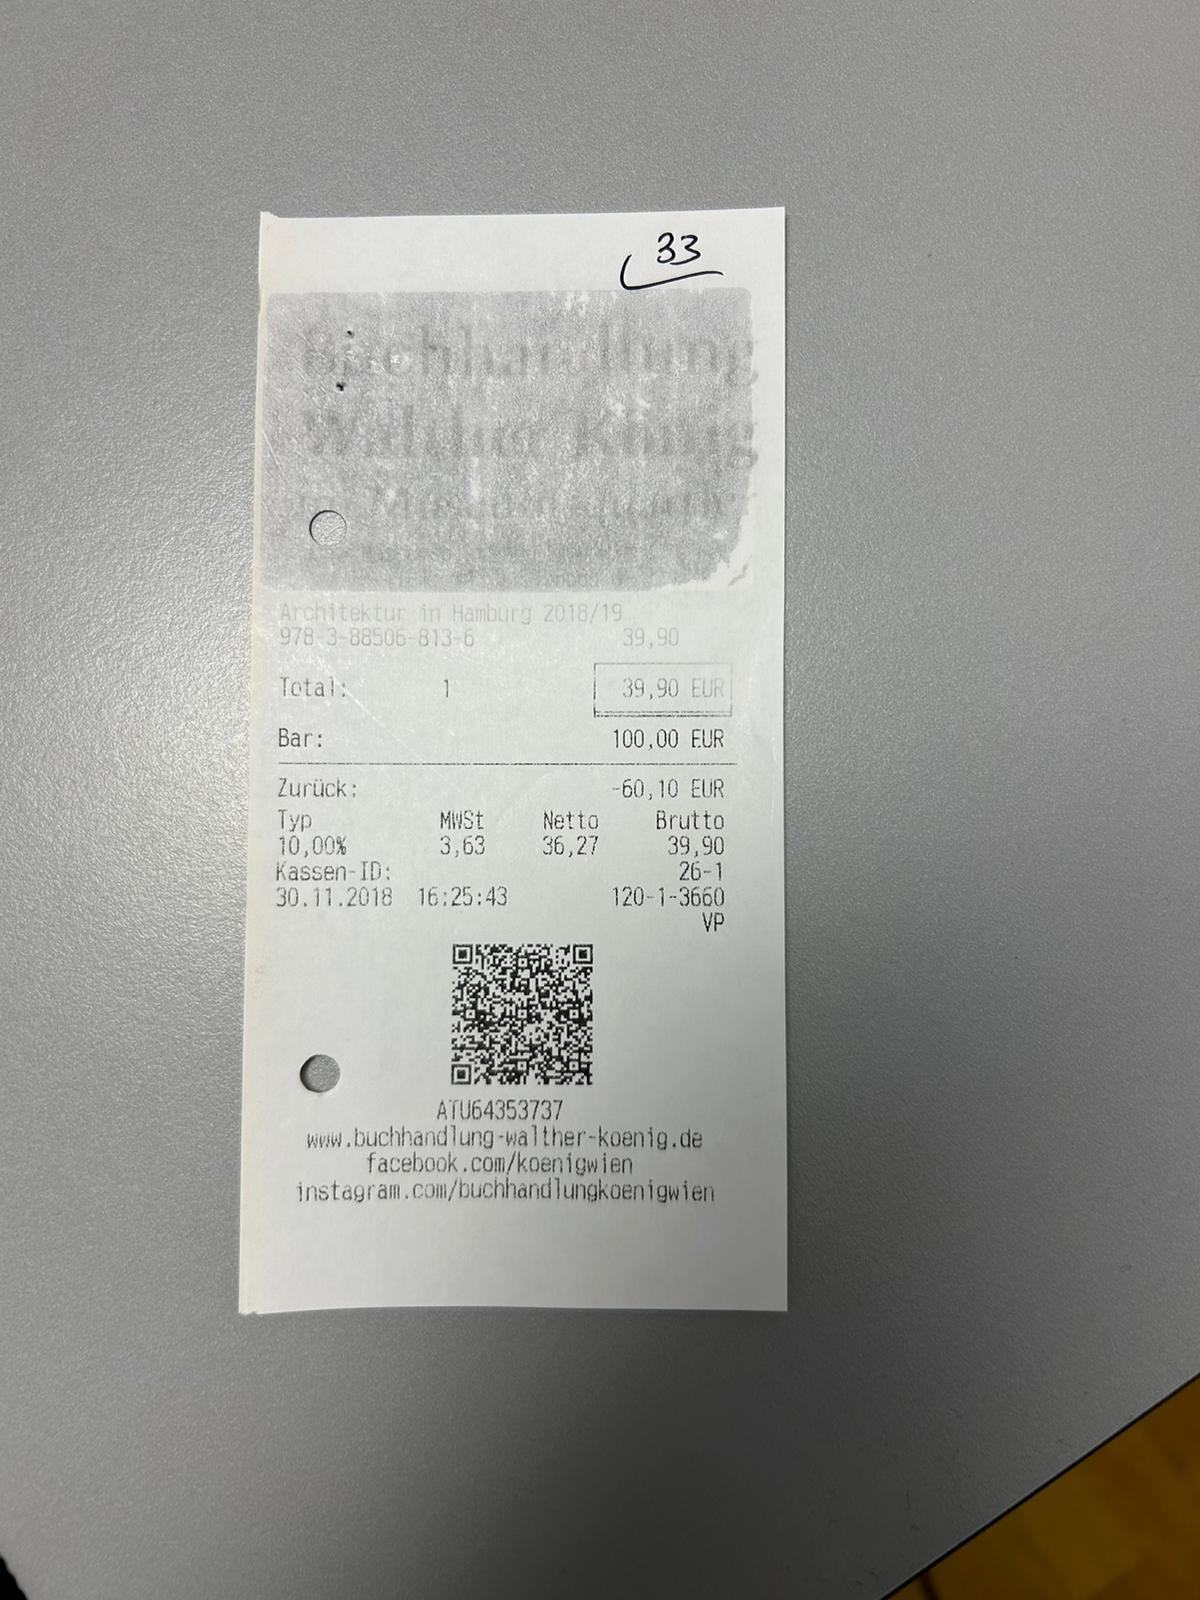 33
Buchhandlung
Walther König
Architektur in Hamburg 2018/19
978-3-88506-813-6 39,90
Total: 1 39,90 EUR
Bar: 100,00 EUR
Zurück: -60,10 EUR
Typ MWSt Netto Brutto
10,00% 3,63 36,27 39,90
Kassen-ID: 26-1
30.11.2018 16:25:43 120-1-3660
VP
ATU64353737
www.buchhandlung-walther-koenig.de
facebook.com/koenigwien
instagram.com/buchhandlungkoenigwien